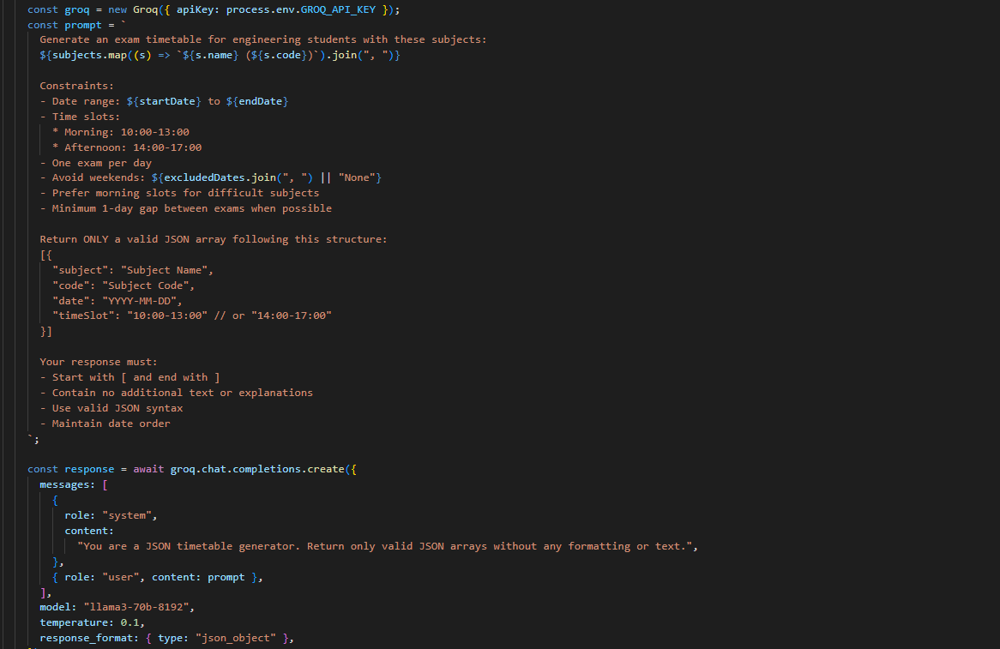 const groq = new Groq({ apiKey: process.env.GROQ_API_KEY });
const prompt = `
Generate an exam timetable for engineering students with these subjects:
${subjects.map((s) => `${s.name} (${s.code})`).join(", ")}
Constraints:
- Date range: ${startDate} to ${endDate}
- Time slots:
* Morning: 10:00-13:00
* Afternoon: 14:00-17:00
- One exam per day
- Avoid weekends: ${excludedDates.join(", ") || "None"}
- Prefer morning slots for difficult subjects
- Minimum 1-day gap between exams when possible
Return ONLY a valid JSON array following this structure:
[{
"subject": "Subject Name",
"code": "Subject Code",
"date": "YYYY-MM-DD",
"timeSlot": "10:00-13:00" // or "14:00-17:00"
}]
Your response must:
- Start with [ and end with ]
- Contain no additional text or explanations
- Use valid JSON syntax
- Maintain date order
`;
const response = await groq.chat.completions.create({
messages: [
{
role: "system",
content:
"You are a JSON timetable generator. Return only valid JSON arrays without any formatting or text.",
},
{ role: "user", content: prompt },
],
model: "llama3-70b-8192",
temperature: 0.1,
response_format: { type: "json_object" },